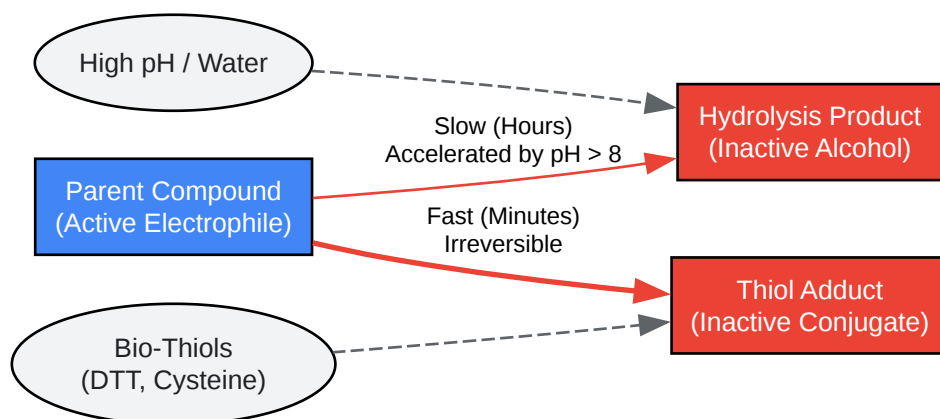 High pH / Water
Hydrolysis Product
(Inactive Alcohol)
Slow (Hours)
Accelerated by pH > 8
Parent Compound
(Active Electrophile)
Fast (Minutes)
Irreversible
Thiol Adduct
(Inactive Conjugate)
Bio-Thiols
(DTT, Cysteine)